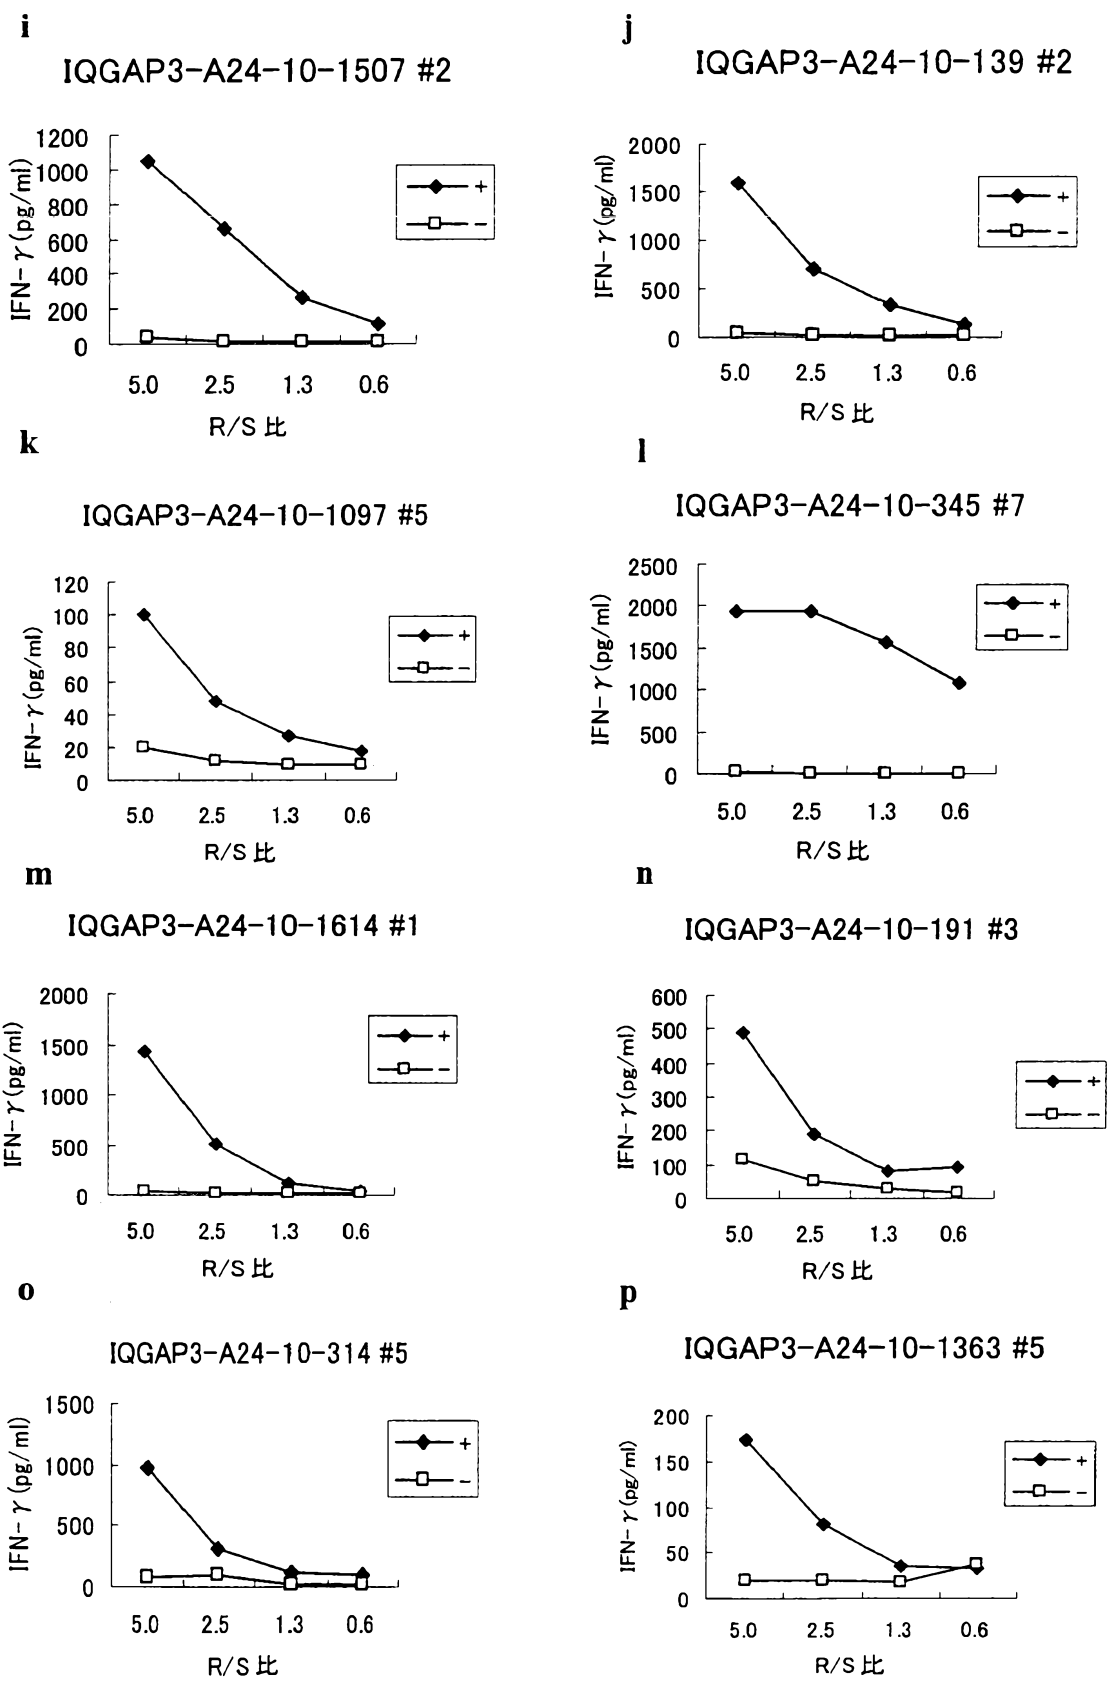 i
IQGAP3-A24-10-1507 #2
IFN-γ(pg/ml)
1200
1000
800
600
400
200
0
+
-
5.0 2.5 1.3 0.6
R/S 比
j
IQGAP3-A24-10-139 #2
IFN-γ(pg/ml)
2000
1500
1000
500
0
+
-
5.0 2.5 1.3 0.6
R/S 比
k
IQGAP3-A24-10-1097 #5
IFN-γ(pg/ml)
120
100
80
60
40
20
0
+
-
5.0 2.5 1.3 0.6
R/S 比
l
IQGAP3-A24-10-345 #7
IFN-γ(pg/ml)
2500
2000
1500
1000
500
0
+
-
5.0 2.5 1.3 0.6
R/S 比
m
IQGAP3-A24-10-1614 #1
IFN-γ(pg/ml)
2000
1500
1000
500
0
+
-
5.0 2.5 1.3 0.6
R/S 比
n
IQGAP3-A24-10-191 #3
IFN-γ(pg/ml)
600
500
400
300
200
100
0
+
-
5.0 2.5 1.3 0.6
R/S 比
o
IQGAP3-A24-10-314 #5
IFN-γ(pg/ml)
1500
1000
500
0
+
-
5.0 2.5 1.3 0.6
R/S 比
p
IQGAP3-A24-10-1363 #5
IFN-γ(pg/ml)
200
150
100
50
0
+
-
5.0 2.5 1.3 0.6
R/S 比